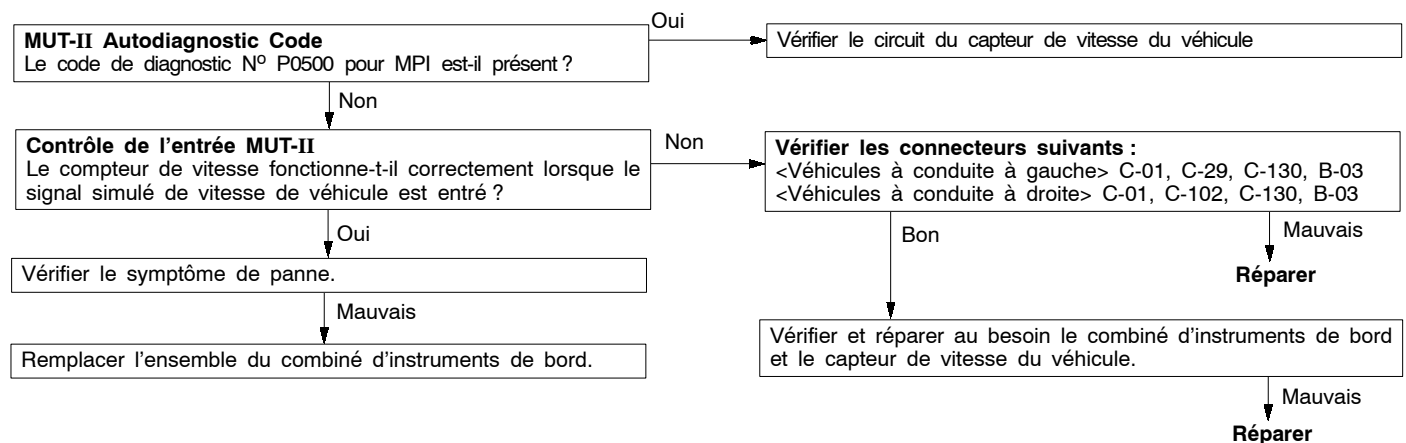 MUT-II Autodiagnostic Code
Le code de diagnostic Nº P0500 pour MPI est-il présent ?
Oui
Vérifier le circuit du capteur de vitesse du véhicule
Non
Contrôle de l'entrée MUT-II
Le compteur de vitesse fonctionne-t-il correctement lorsque le
signal simulé de vitesse de véhicule est entré ?
Non
Vérifier les connecteurs suivants :
<Véhicules à conduite à gauche> C-01, C-29, C-130, B-03
<Véhicules à conduite à droite> C-01, C-102, C-130, B-03
Oui
Bon
Mauvais
Réparer
Vérifier le symptôme de panne.
Mauvais
Remplacer l'ensemble du combiné d'instruments de bord.
Vérifier et réparer au besoin le combiné d'instruments de bord
et le capteur de vitesse du véhicule.
Mauvais
Réparer